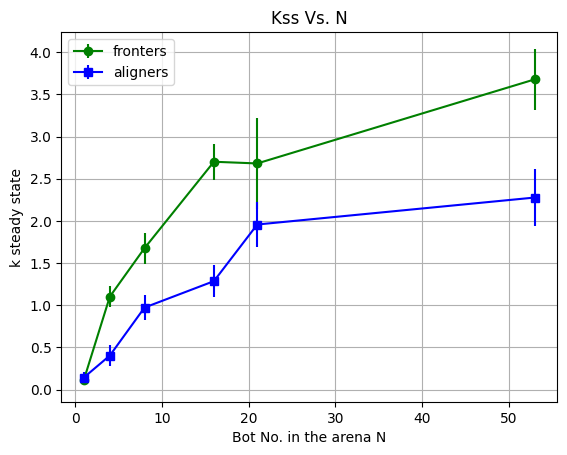 Kss Vs. N
fronters
aligners
k steady state
4.0
3.5
3.0
2.5
2.0
1.5
1.0
0.5
0.0
0 10 20 30 40 50
Bot No. in the arena N